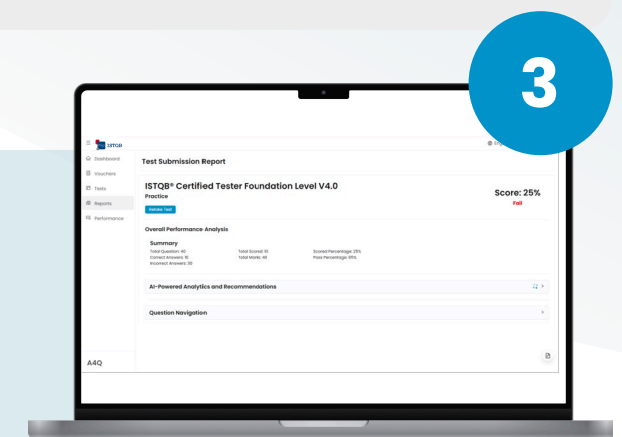 3
ISTQB
Dashboard
Test Submission Report
Vouchers
Tests
ISTQB® Certified Tester Foundation Level V4.0
Score: 25%
Practice
Fail
Reports
Retake Test
Performance
Overall Performance Analysis
Summary
Total Question: 40
Total Scored: 10
Scored Percentage: 25%
Correct Answers: 10
Total Marks: 40
Pass Percentage: 65%
Incorrect Answers: 30
AI-Powered Analytics and Recommendations
Question Navigation
A4Q